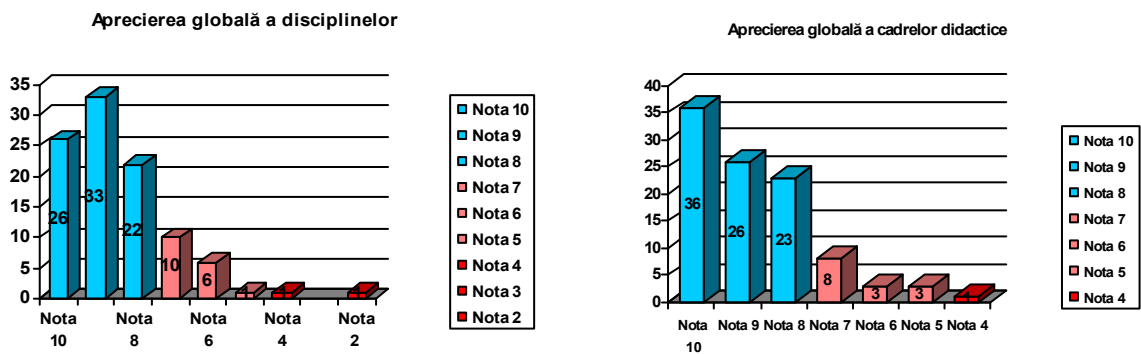 Aprecierea globală a disciplinelor
35
30
25
20
15
10
5
0
26
33
22
10
6
1
1
1
Nota 10
Nota 8
Nota 6
Nota 4
Nota 2
Nota 10
Nota 9
Nota 8
Nota 7
Nota 6
Nota 5
Nota 4
Nota 3
Nota 2
Aprecierea globală a cadrelor didactice
40
35
30
25
20
15
10
5
0
36
26
23
8
3
3
1
Nota 10
Nota 9
Nota 8
Nota 7
Nota 6
Nota 5
Nota 4
Nota 10
Nota 9
Nota 8
Nota 7
Nota 6
Nota 5
Nota 4